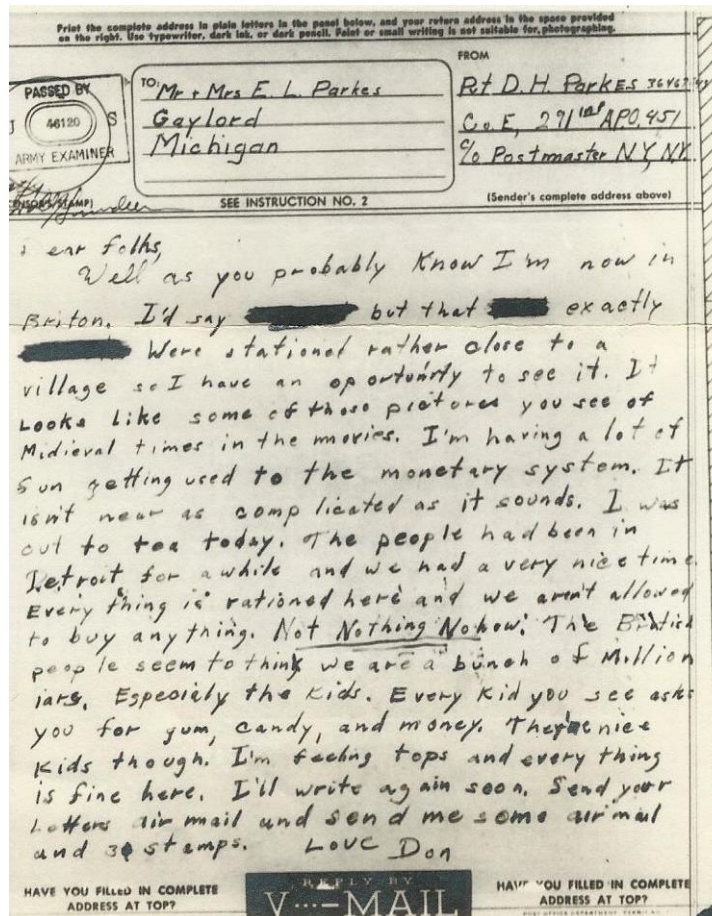 Print the complete address in plain letters in the panel below, and your return address in the space provided
on the right. Use typewriter, dark ink, or dark pencil. Faint or small writing is not suitable for photographing.
PASSED BY
46120 S
ARMY EXAMINER
TO: Mr + Mrs E. L. Parkes
Gaylord
Michigan
SEE INSTRUCTION NO. 2
FROM
Pvt D. H. Parkes
Co E, 291 Inf APO 451
c/o Postmaster N.Y, N.Y.
(Sender's complete address above)
ear folks,
Well as you probably Know I'm now in
Briton. I'd say but that exactly
Were stationed rather close to a
village so I have an oportunity to see it. It
Looks like some of those pictures you see of
Midieval times in the movies. I'm having a lot of
fun getting used to the monetary system. It
isn't near as complicated as it sounds. I was
out to tea today. The people had been in
Detroit for a while and we had a very nice time.
Every thing is rationed here and we aren't allowed
to buy anything. Not Nothing Nohow. The British
people seem to think we are a bunch of Million
iars. Especialy the Kids. Every Kid you see asks
you for gum, candy, and money. They're nice
Kids though. I'm feeling tops and every thing
is fine here. I'll write again soon. Send your
Letters air mail and send me some air mail
and 3¢ stamps. Love Don
HAVE YOU FILLED IN COMPLETE
ADDRESS AT TOP?
REPLY BY
V···-MAIL
HAVE YOU FILLED IN COMPLETE
ADDRESS AT TOP?